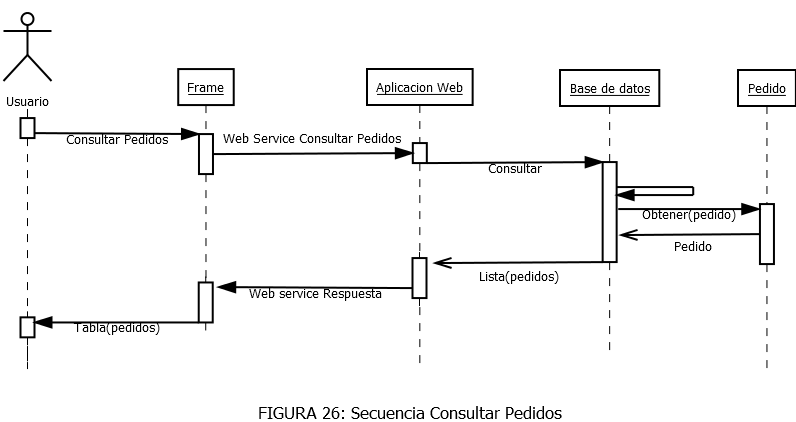 Usuario
Frame
Aplicacion Web
Base de datos
Pedido
Consultar Pedidos
Web Service Consultar Pedidos
Consultar
Obtener(pedido)
Pedido
Lista(pedidos)
Web service Respuesta
Tabla(pedidos)
FIGURA 26: Secuencia Consultar Pedidos